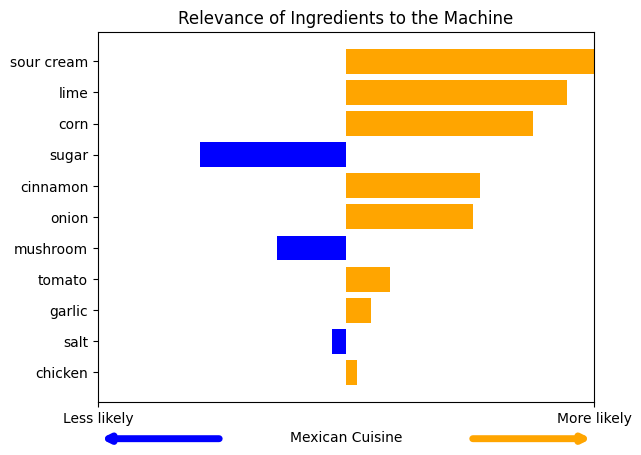 Relevance of Ingredients to the Machine
sour cream
lime
corn
sugar
cinnamon
onion
mushroom
tomato
garlic
salt
chicken
Less likely
More likely
Mexican Cuisine